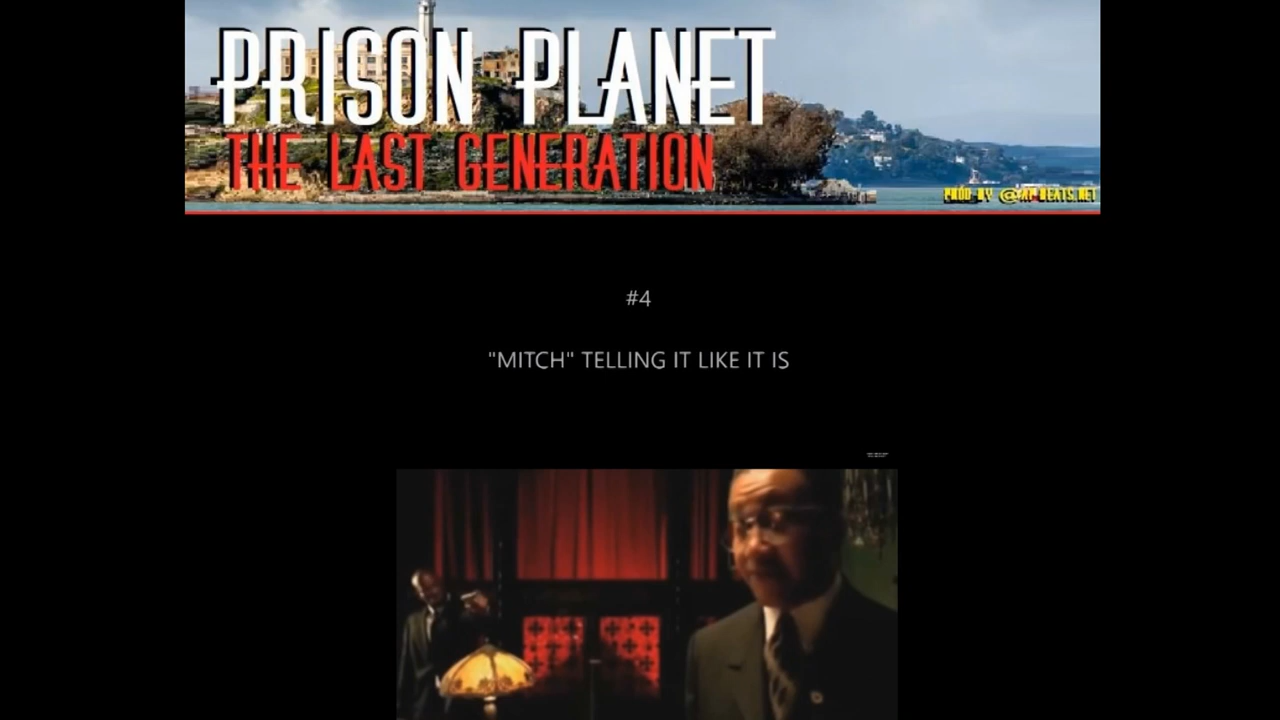 PRISON PLANET
THE LAST GENERATION
#4
"MITCH" TELLING IT LIKE IT IS